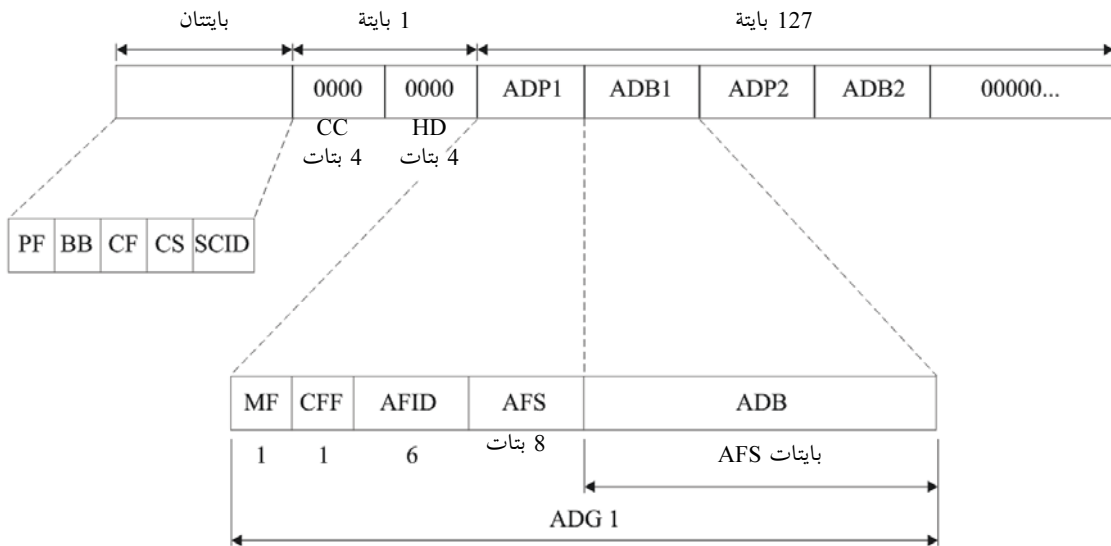 بايتتان 1 بايتة 127 بايتة
0000 0000 ADP1 ADB1 ADP2 ADB2 00000...
CC HD
4 بتات 4 بتات
PF BB CF CS SCID
MF CFF AFID AFS ADB
1 1 6 8 بتات بايتات AFS
ADG 1